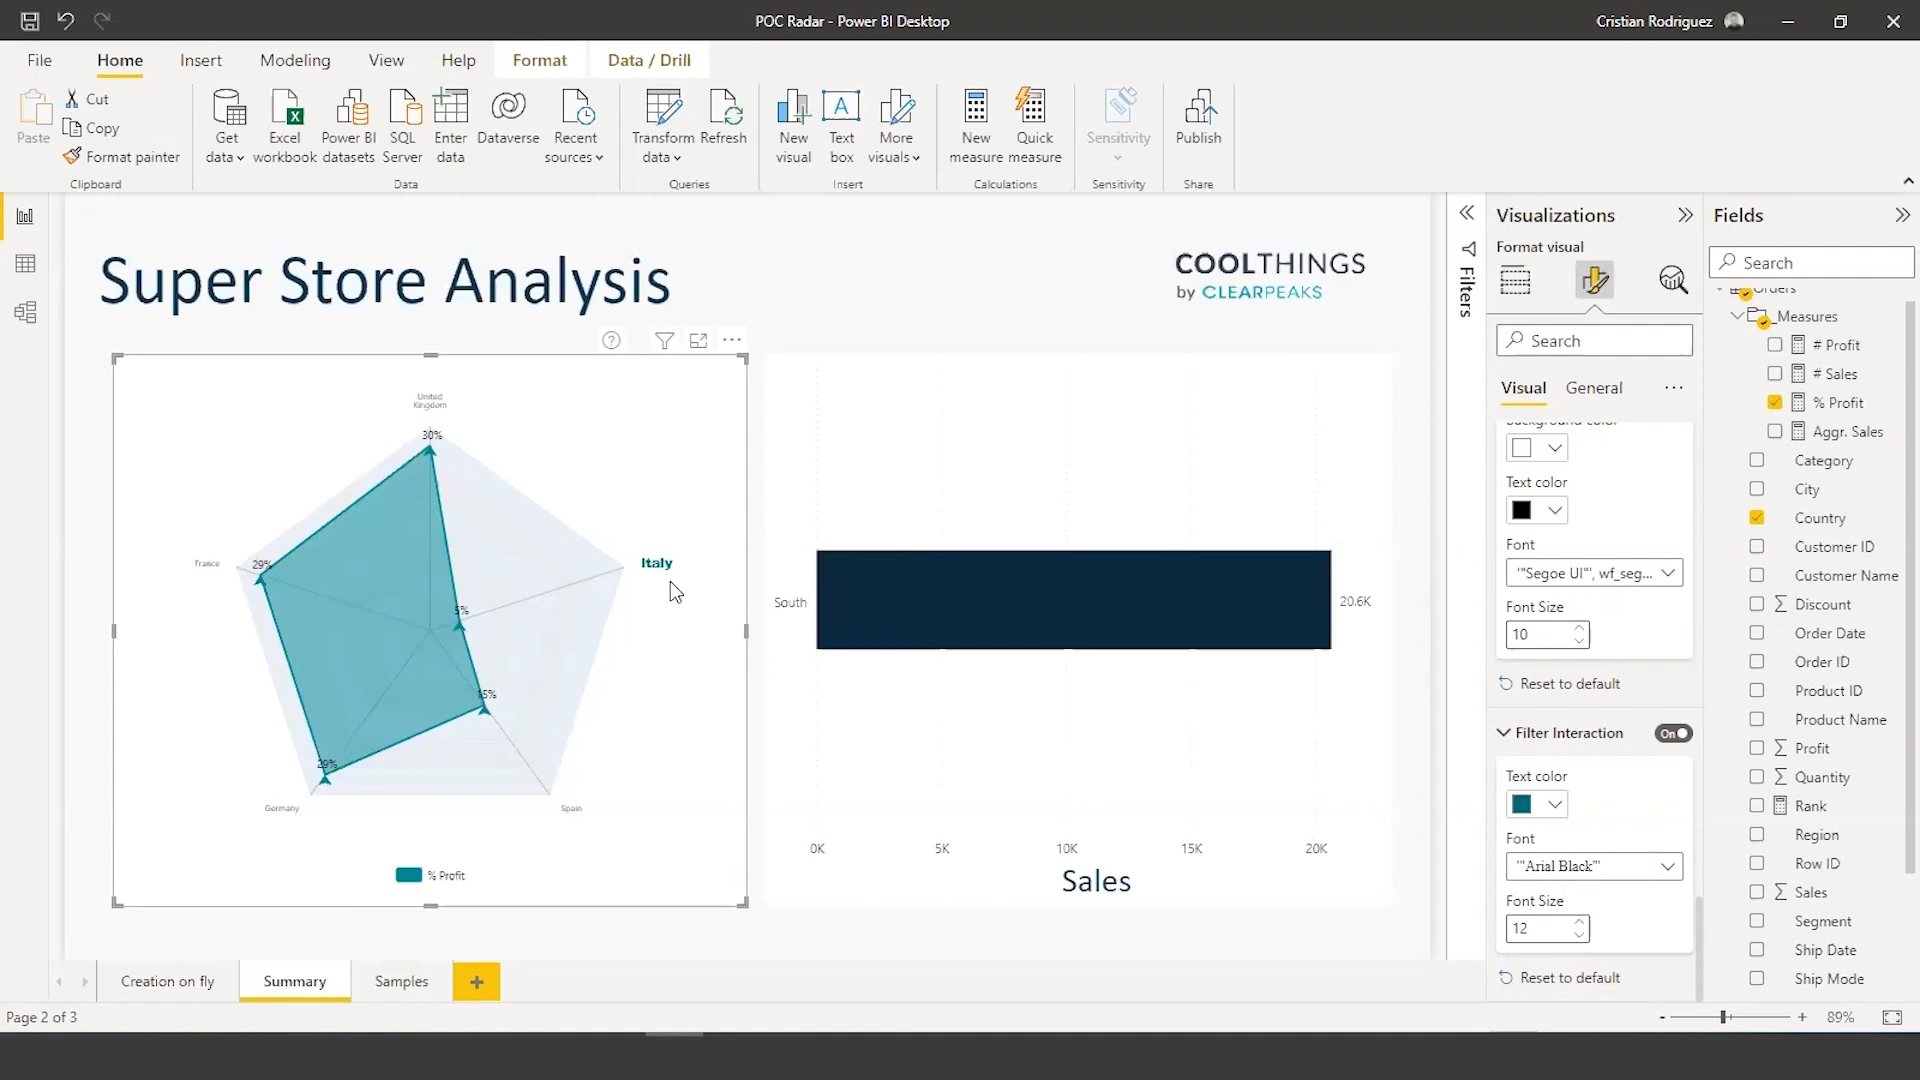 POC Radar - Power BI Desktop
Cristian Rodriguez
File
Home
Insert
Modeling
View
Help
Format
Data / Drill
Paste
Cut
Copy
Format painter
Clipboard
Get data
Excel workbook
Power BI datasets
SQL Server
Enter data
Dataverse
Recent sources
Data
Transform data
Refresh
Queries
New visual
Text box
More visuals
Insert
New measure
Quick measure
Calculations
Sensitivity
Sensitivity
Publish
Share
Super Store Analysis
COOLTHINGS
by CLEARPEAKS
United
Kingdom
30%
France
29%
Italy
5%
15%
29%
Germany
Spain
% Profit
South
20.6K
0K
5K
10K
15K
20K
Sales
Filters
Visualizations
Format visual
Search
Visual
General
Background color
Text color
Font
'"Segoe UI"', wf_seg...
Font Size
10
Reset to default
Filter Interaction
On
Text color
Font
'"Arial Black"'
Font Size
12
Reset to default
Fields
Search
Orders
_Measures
# Profit
# Sales
% Profit
Aggr. Sales
Category
City
Country
Customer ID
Customer Name
Discount
Order Date
Order ID
Product ID
Product Name
Profit
Quantity
Rank
Region
Row ID
Sales
Segment
Ship Date
Ship Mode
Creation on fly
Summary
Samples
Page 2 of 3
89%